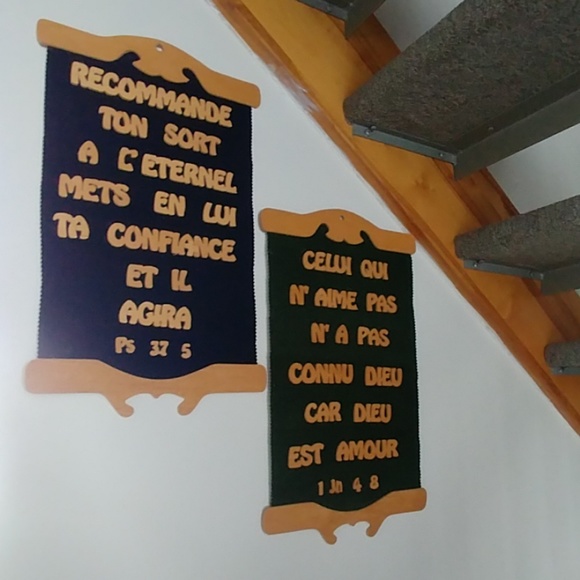 RECOMMANDE
TON SORT
A L'ETERNEL
METS EN LUI
TA CONFIANCE
ET IL
AGIRA
Ps 37 5
CELUI QUI
N'AIME PAS
N'A PAS
CONNU DIEU
CAR DIEU
EST AMOUR
1 Jn 4 8